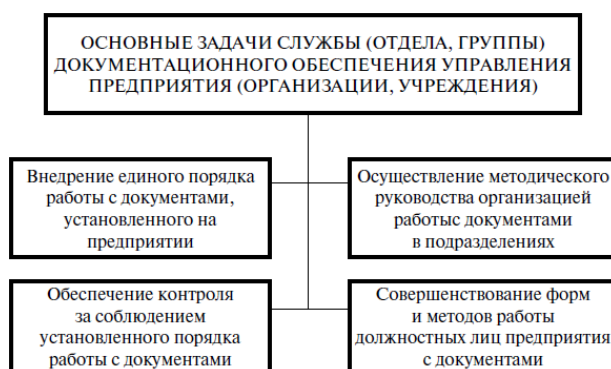 ОСНОВНЫЕ ЗАДАЧИ СЛУЖБЫ (ОТДЕЛА, ГРУППЫ)
ДОКУМЕНТАЦИОННОГО ОБЕСПЕЧЕНИЯ УПРАВЛЕНИЯ
ПРЕДПРИЯТИЯ (ОРГАНИЗАЦИИ, УЧРЕЖДЕНИЯ)
Внедрение единого порядка
работы с документами,
установленного на
предприятии
Осуществление методического
руководства организацией
работыс документами
в подразделениях
Обеспечение контроля
за соблюдением
установленного порядка
работы с документами
Совершенствование форм
и методов работы
должностных лиц предприятия
с документами